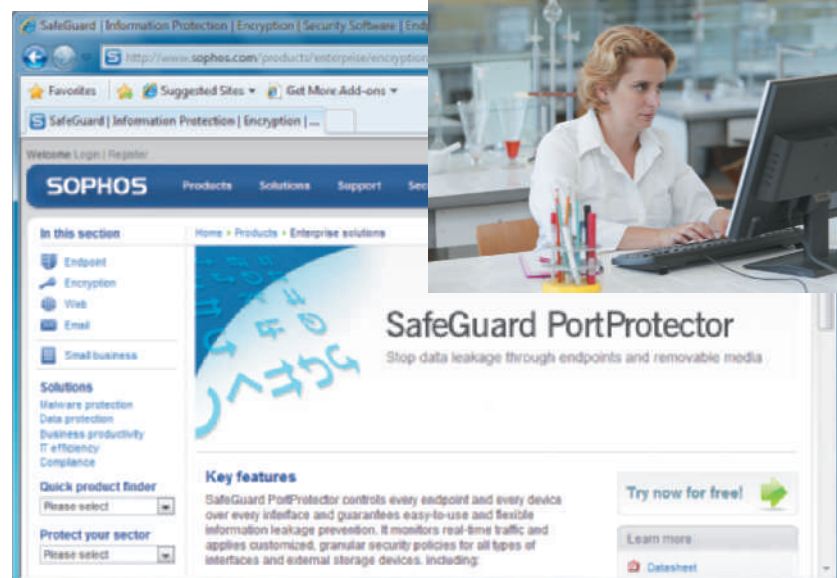 SafeGuard | Information Protection | Encryption | Security Software | End
http://www.sophos.com/products/enterprise/encryption
Favorites Suggested Sites Get More Add-ons
SafeGuard | Information Protection | Encryption | ...
Welcome Login | Register
SOPHOS Products Solutions Support Sec
In this section Home Products Enterprise solutions
Endpoint
Encryption
Web
Email
Small business
SafeGuard PortProtector
Stop data leakage through endpoints and removable media
Solutions
Malware protection
Data protection
Business productivity
IT efficiency
Compliance
Quick product finder
Please select
Protect your sector
Please select
Key features
SafeGuard PortProtector controls every endpoint and every device
over every interface and guarantees easy-to-use and flexible
information leakage prevention. It monitors real-time traffic and
applies customized, granular security policies for all types of
interfaces and external storage devices, including:
Try now for free!
Learn more
Datasheet